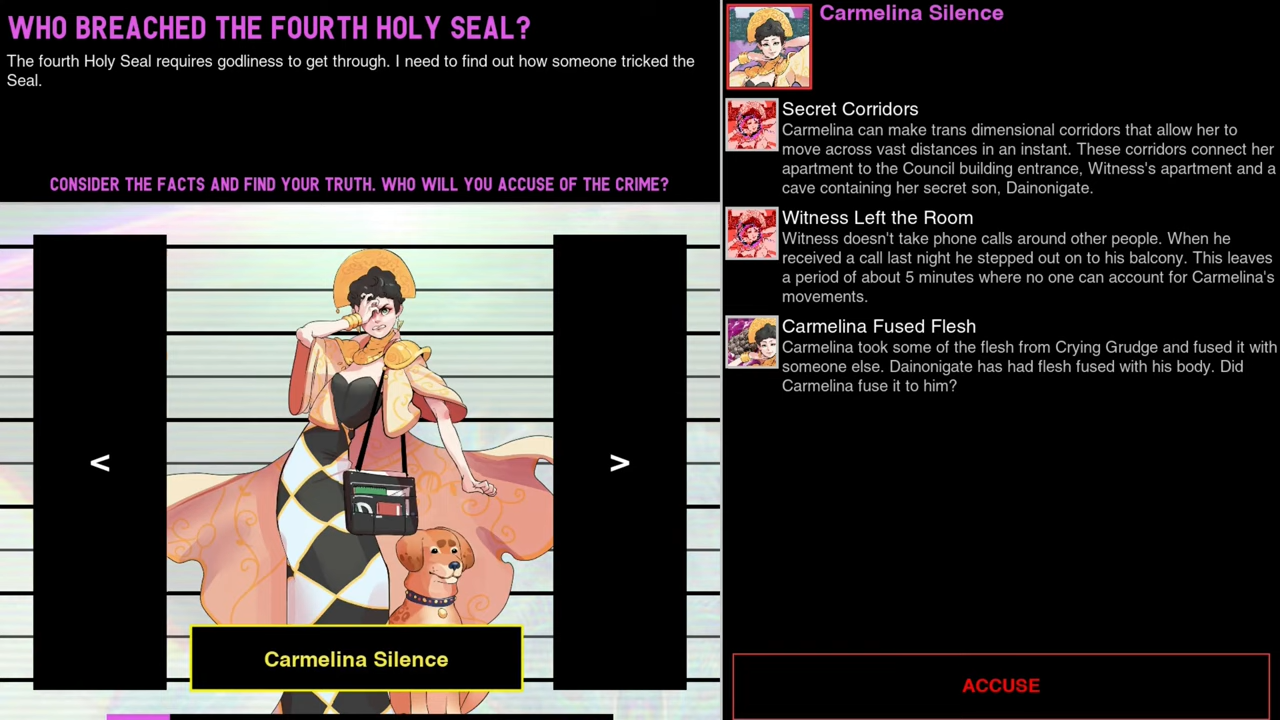 WHO BREACHED THE FOURTH HOLY SEAL?
The fourth Holy Seal requires godliness to get through. I need to find out how someone tricked the
Seal.
CONSIDER THE FACTS AND FIND YOUR TRUTH. WHO WILL YOU ACCUSE OF THE CRIME?
<
>
Carmelina Silence
Carmelina Silence
Secret Corridors
Carmelina can make trans dimensional corridors that allow her to
move across vast distances in an instant. These corridors connect her
apartment to the Council building entrance, Witness's apartment and a
cave containing her secret son, Dainonigate.
Witness Left the Room
Witness doesn't take phone calls around other people. When he
received a call last night he stepped out on to his balcony. This leaves
a period of about 5 minutes where no one can account for Carmelina's
movements.
Carmelina Fused Flesh
Carmelina took some of the flesh from Crying Grudge and fused it with
someone else. Dainonigate has had flesh fused with his body. Did
Carmelina fuse it to him?
ACCUSE